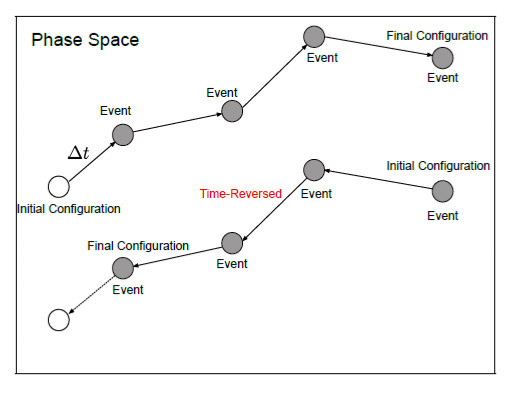 Phase Space
Final Configuration
Event
Event
Event
Event
Δt
Initial Configuration
Initial Configuration
Time-Reversed
Event
Event
Final Configuration
Event
Event